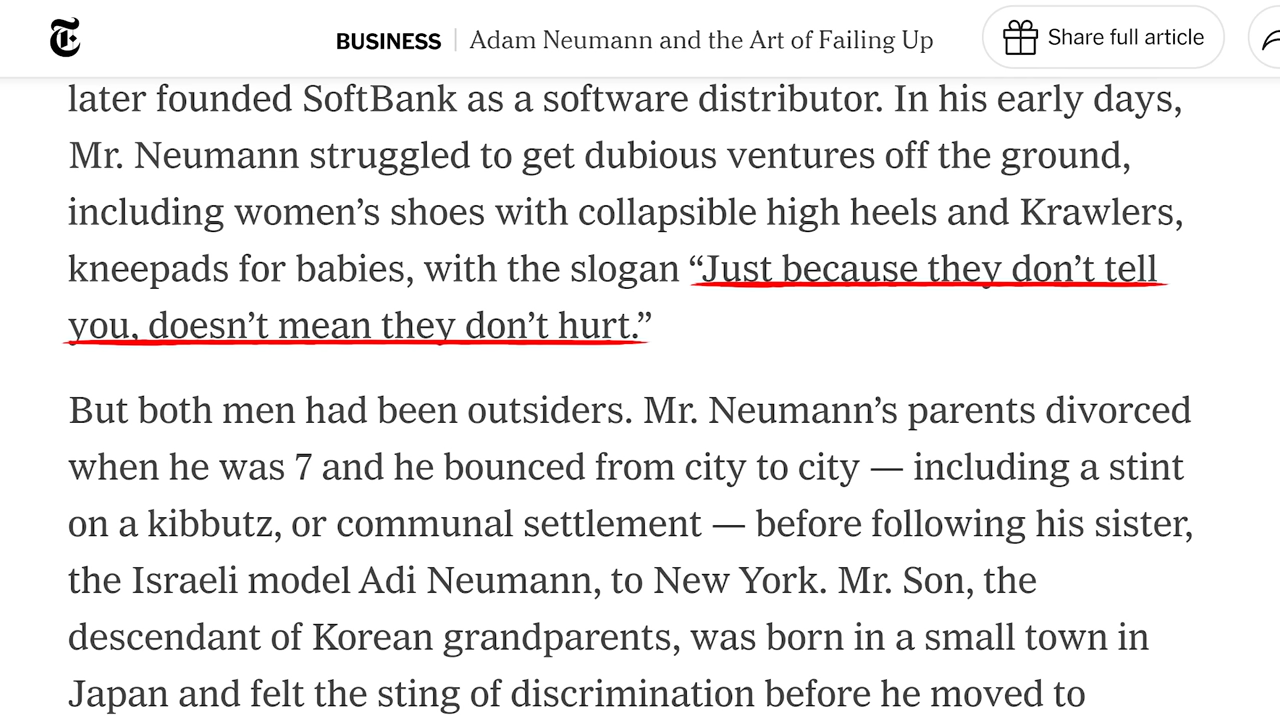 BUSINESS | Adam Neumann and the Art of Failing Up
Share full article
later founded SoftBank as a software distributor. In his early days,
Mr. Neumann struggled to get dubious ventures off the ground,
including women’s shoes with collapsible high heels and Krawlers,
kneepads for babies, with the slogan “Just because they don’t tell
you, doesn’t mean they don’t hurt.”
But both men had been outsiders. Mr. Neumann’s parents divorced
when he was 7 and he bounced from city to city — including a stint
on a kibbutz, or communal settlement — before following his sister,
the Israeli model Adi Neumann, to New York. Mr. Son, the
descendant of Korean grandparents, was born in a small town in
Japan and felt the sting of discrimination before he moved to